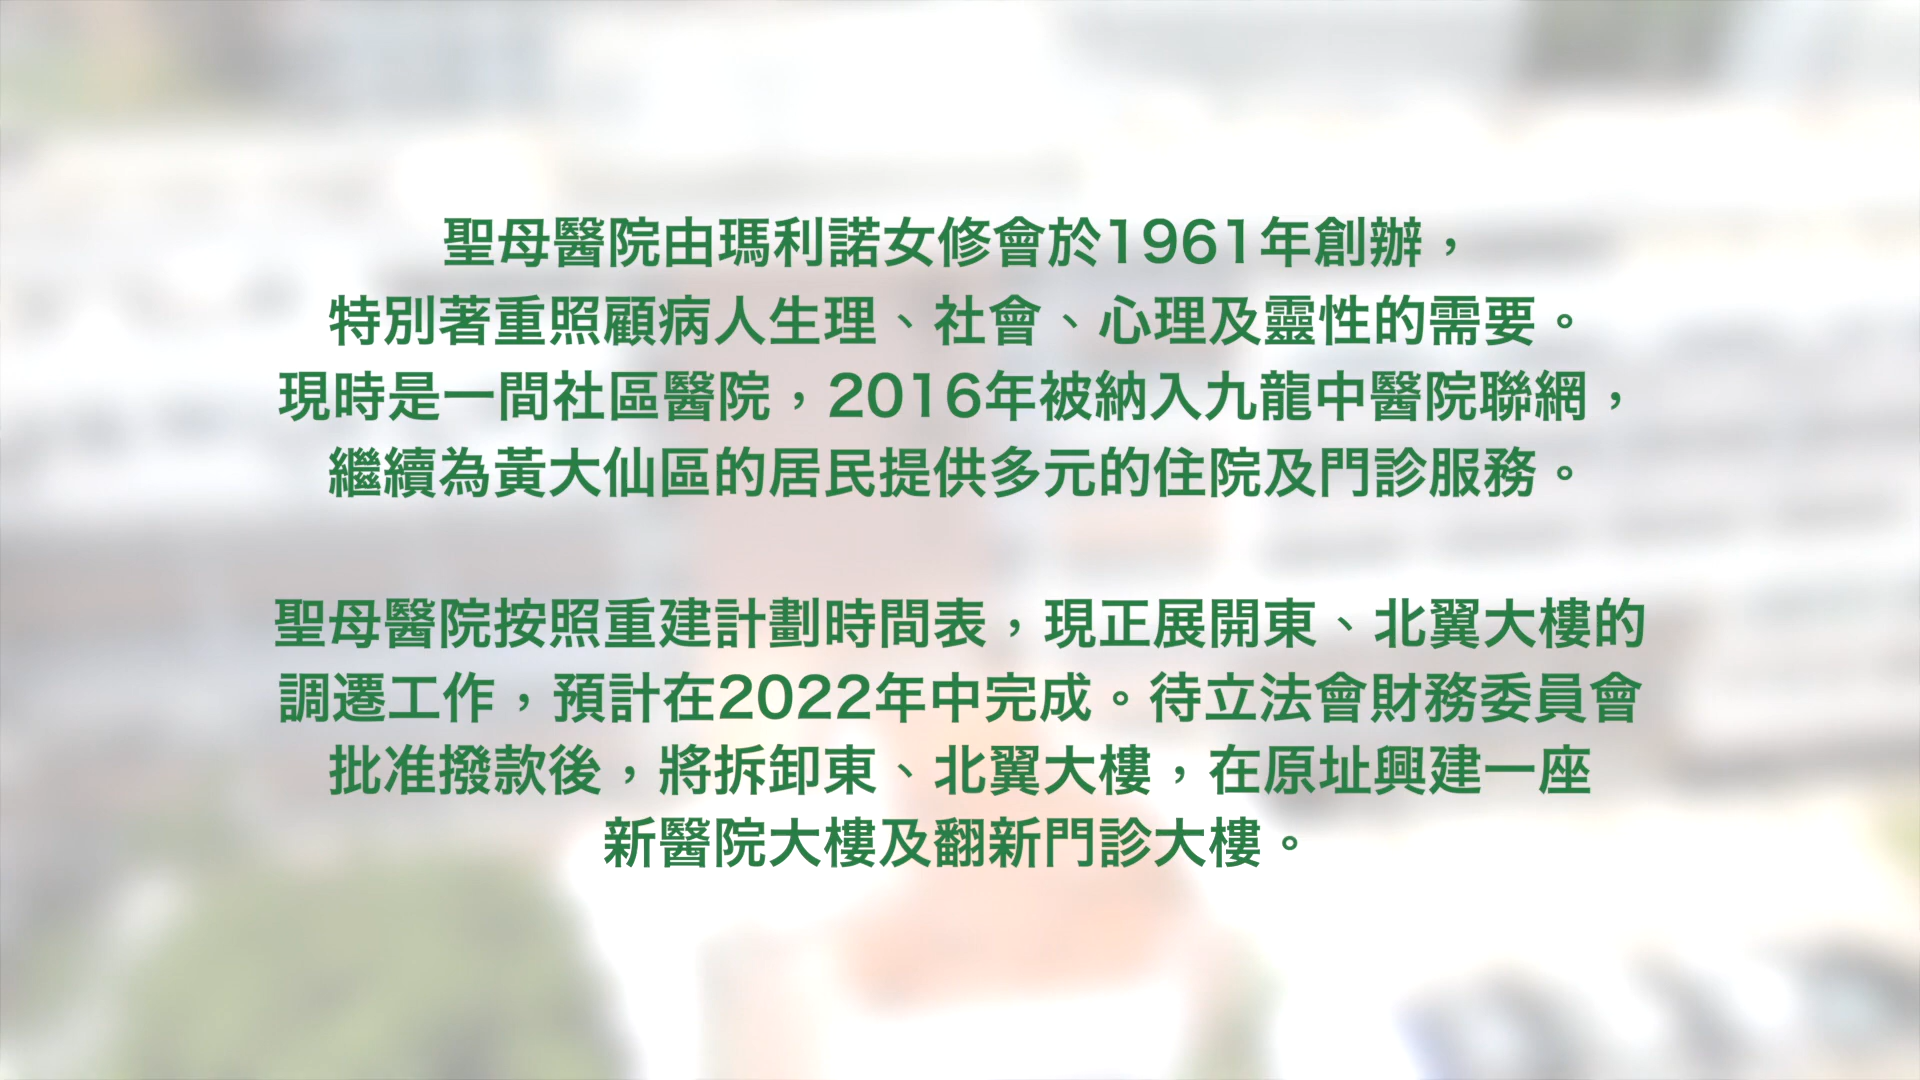 聖母醫院由瑪利諾女修會於1961年創辦，
特別著重照顧病人生理、社會、心理及靈性的需要。
現時是一間社區醫院，2016年被納入九龍中醫院聯網，
繼續為黃大仙區的居民提供多元的住院及門診服務。
聖母醫院按照重建計劃時間表，現正展開東、北翼大樓的
調遷工作，預計在2022年中完成。待立法會財務委員會
批准撥款後，將拆卸東、北翼大樓，在原址興建一座
新醫院大樓及翻新門診大樓。